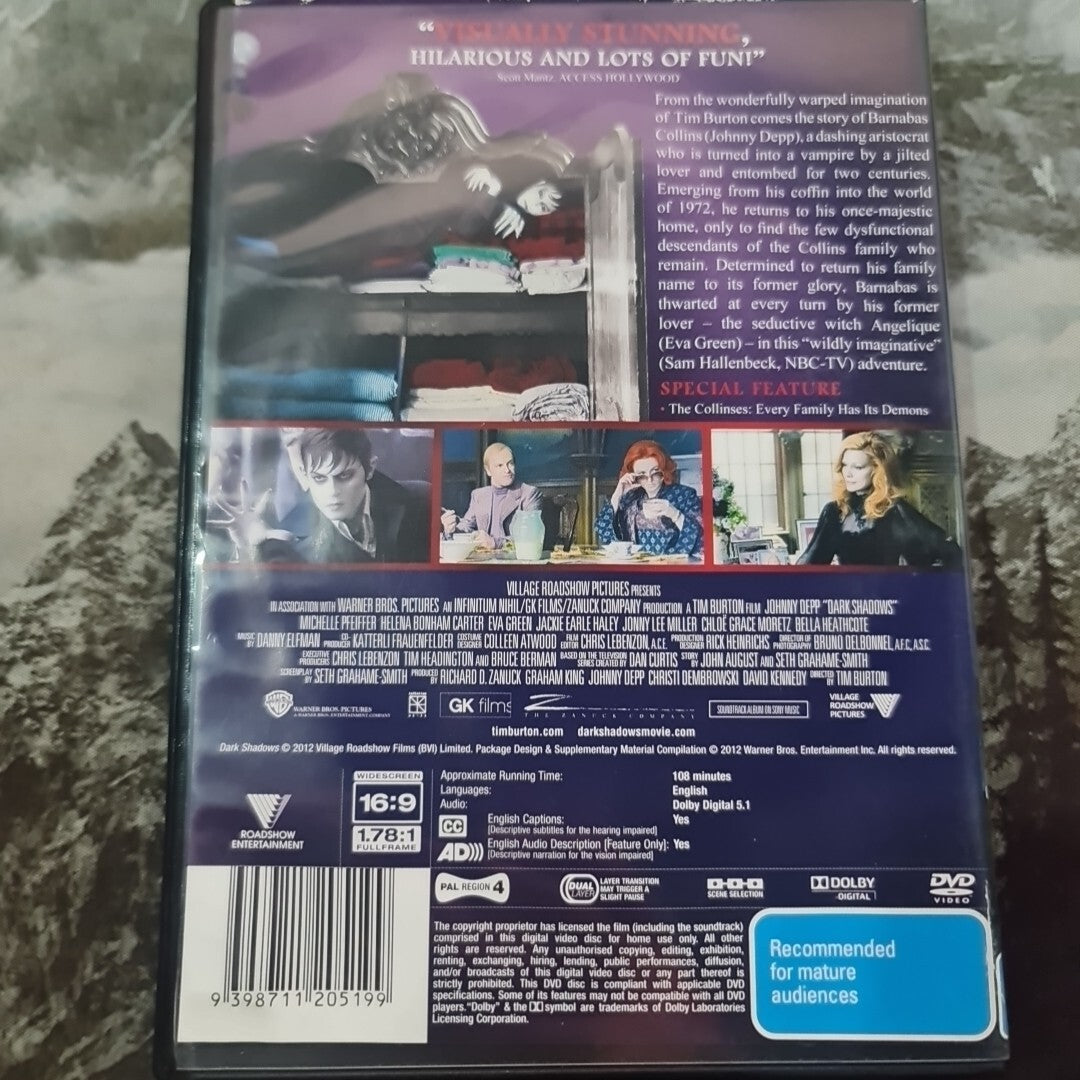 “VISUALLY STUNNING,
HILARIOUS AND LOTS OF FUN!”
Scott Mantz, ACCESS HOLLYWOOD
From the wonderfully warped imagination
of Tim Burton comes the story of Barnabas
Collins (Johnny Depp), a dashing aristocrat
who is turned into a vampire by a jilted
lover and entombed for two centuries.
Emerging from his coffin into the world
of 1972, he returns to his once-majestic
home, only to find the few dysfunctional
descendants of the Collins family who
remain. Determined to return his family
name to its former glory, Barnabas is
thwarted at every turn by his former
lover – the seductive witch Angelique
(Eva Green) – in this “wildly imaginative”
(Sam Hallenbeck, NBC-TV) adventure.
SPECIAL FEATURE
• The Collinses: Every Family Has Its Demons
VILLAGE ROADSHOW PICTURES PRESENTS
IN ASSOCIATION WITH WARNER BROS. PICTURES AN INFINITUM NIHIL/GK FILMS/ZANUCK COMPANY PRODUCTION A TIM BURTON FILM JOHNNY DEPP "DARK SHADOWS"
MICHELLE PFEIFFER HELENA BONHAM CARTER EVA GREEN JACKIE EARLE HALEY JONNY LEE MILLER CHLOË GRACE MORETZ BELLA HEATHCOTE
MUSIC BY DANNY ELFMAN CO-PRODUCER KATTERLI FRAUENFELDER COSTUME DESIGNER COLLEEN ATWOOD FILM EDITOR CHRIS LEBENZON, A.C.E. PRODUCTION DESIGNER RICK HEINRICHS DIRECTOR OF PHOTOGRAPHY BRUNO DELBONNEL, A.F.C., A.S.C.
EXECUTIVE PRODUCERS CHRIS LEBENZON TIM HEADINGTON AND BRUCE BERMAN BASED ON THE TELEVISION SERIES CREATED BY DAN CURTIS STORY BY JOHN AUGUST AND SETH GRAHAME-SMITH
SCREENPLAY BY SETH GRAHAME-SMITH PRODUCED BY RICHARD D. ZANUCK GRAHAM KING JOHNNY DEPP CHRISTI DEMBROWSKI DAVID KENNEDY DIRECTED BY TIM BURTON
WB WARNER BROS. PICTURES
A WARNER BROS. ENTERTAINMENT COMPANY
GK films
THE ZANUCK COMPANY
SOUNDTRACK ALBUM ON SONY MUSIC
VILLAGE
ROADSHOW
PICTURES
timburton.com darkshadowsmovie.com
Dark Shadows © 2012 Village Roadshow Films (BVI) Limited. Package Design & Supplementary Material Compilation © 2012 Warner Bros. Entertainment Inc. All rights reserved.
ROADSHOW
ENTERTAINMENT
WIDESCREEN
16:9
1.78:1
FULLFRAME
Approximate Running Time: 108 minutes
Languages: English
Audio: Dolby Digital 5.1
CC English Captions: Yes
[Descriptive subtitles for the hearing impaired]
AD))) English Audio Description [Feature Only]: Yes
[Descriptive narration for the vision impaired]
PAL REGION 4
DUAL LAYER
LAYER TRANSITION
MAY TRIGGER A
SLIGHT PAUSE
SCENE SELECTION
DOLBY
DIGITAL
DVD
VIDEO
9 398711 205199
The copyright proprietor has licensed the film (including the soundtrack)
comprised in this digital video disc for home use only. All other
rights are reserved. Any unauthorised copying, editing, exhibition,
renting, exchanging, hiring, lending, public performances, diffusion,
and/or broadcasts of this digital video disc or any part thereof is
strictly prohibited. This DVD disc is compliant with applicable DVD
specifications. Some of its features may not be compatible with all DVD
players. "Dolby" & the symbol are trademarks of Dolby Laboratories
Licensing Corporation.
Recommended
for mature
audiences